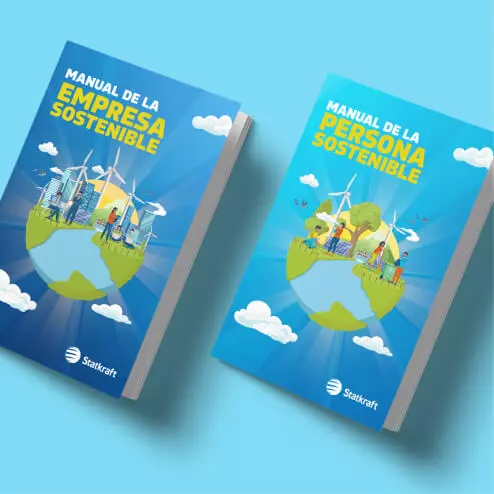 MANUAL DE LA
EMPRESA
SOSTENIBLE
Statkraft
MANUAL DE LA
PERSONA
SOSTENIBLE
Statkraft